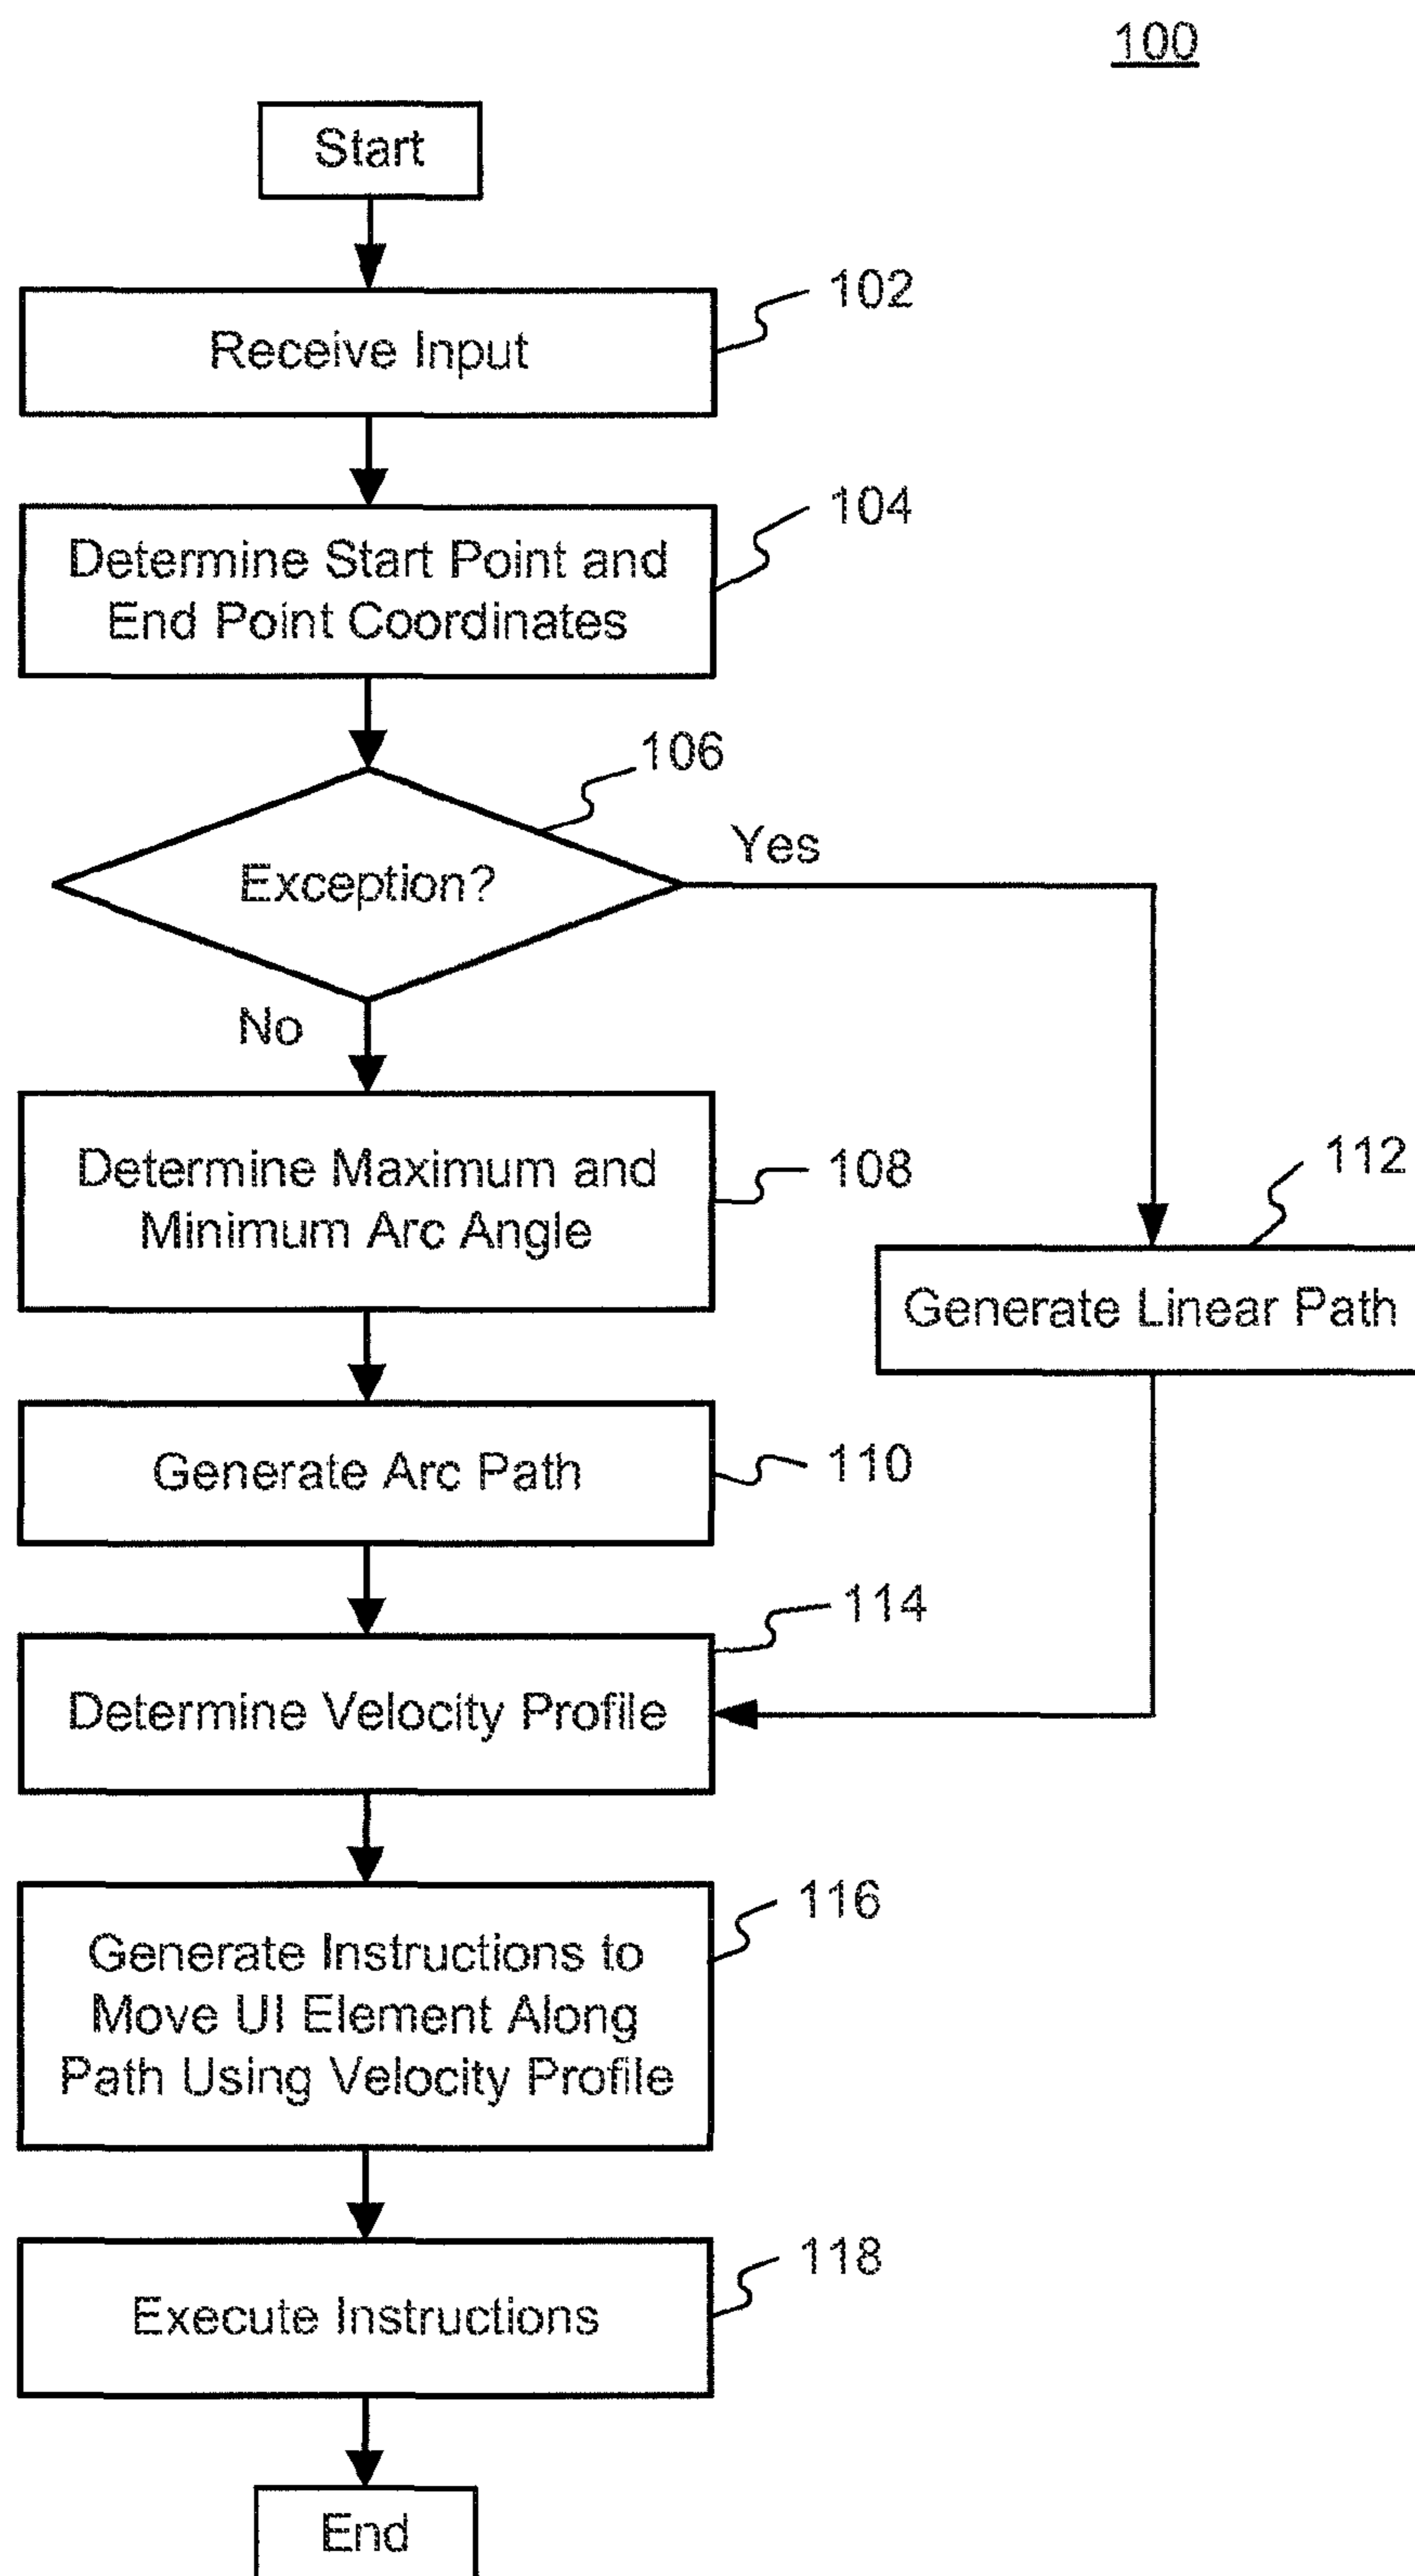 100
Start
Receive Input
102
Determine Start Point and
End Point Coordinates
104
106
Exception?
Yes
No
Determine Maximum and
Minimum Arc Angle
108
112
Generate Linear Path
Generate Arc Path
110
114
Determine Velocity Profile
116
Generate Instructions to
Move UI Element Along
Path Using Velocity Profile
118
Execute Instructions
End